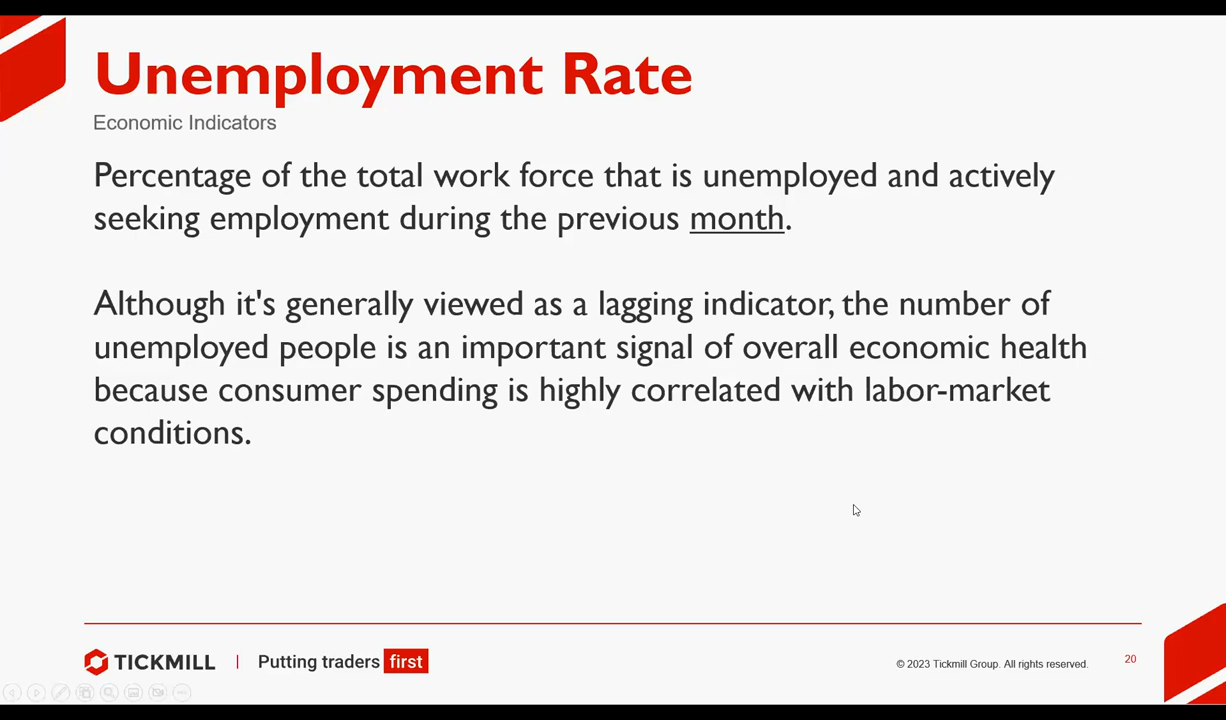 Unemployment Rate
Economic Indicators
Percentage of the total work force that is unemployed and actively
seeking employment during the previous month.
Although it's generally viewed as a lagging indicator, the number of
unemployed people is an important signal of overall economic health
because consumer spending is highly correlated with labor-market
conditions.
TICKMILL | Putting traders first
© 2023 Tickmill Group. All rights reserved.
20